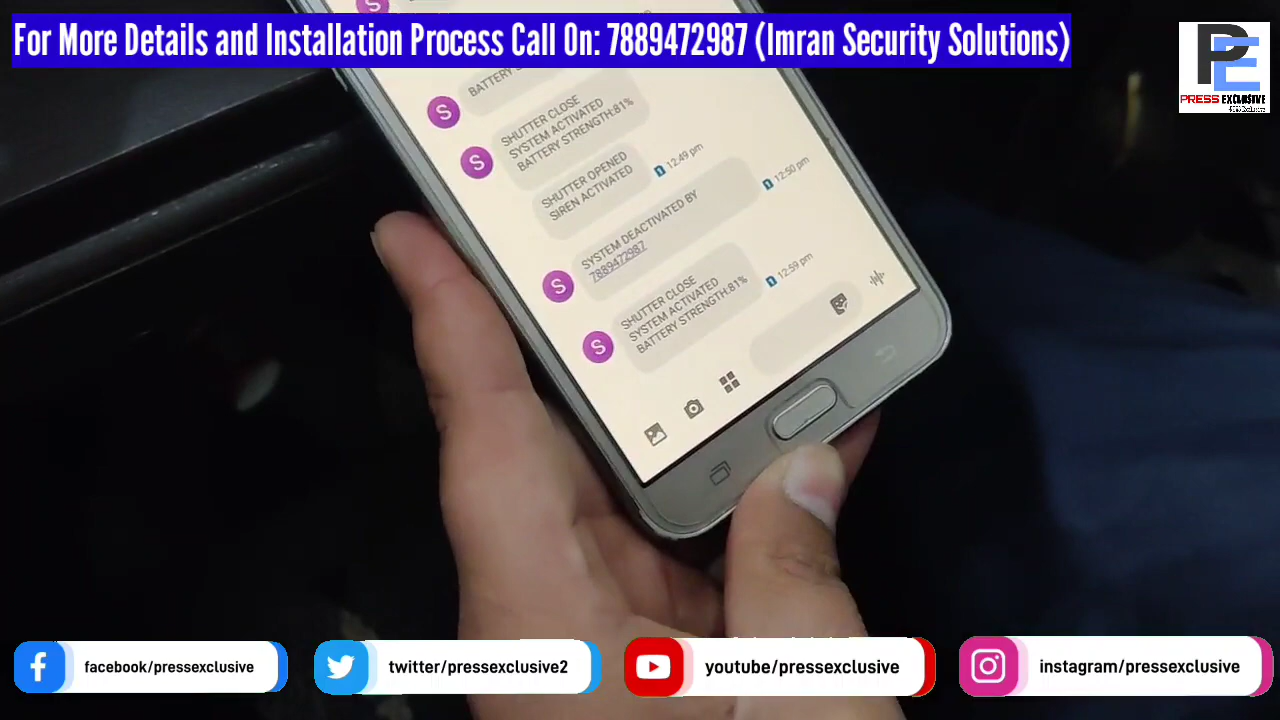 For More Details and Installation Process Call On: 7889472987 (Imran Security Solutions)
PE
PRESS EXCLUSIVE
S
BATTERY
S
SHUTTER CLOSE
SYSTEM ACTIVATED
BATTERY STRENGTH:81%
S
SHUTTER OPENED
SIREN ACTIVATED
12:49 pm
SYSTEM DEACTIVATED BY
7889472987
12:50 pm
S
SHUTTER CLOSE
SYSTEM ACTIVATED
BATTERY STRENGTH:81%
12:59 pm
S
facebook/pressexclusive
twitter/pressexclusive2
youtube/pressexclusive
instagram/pressexclusive